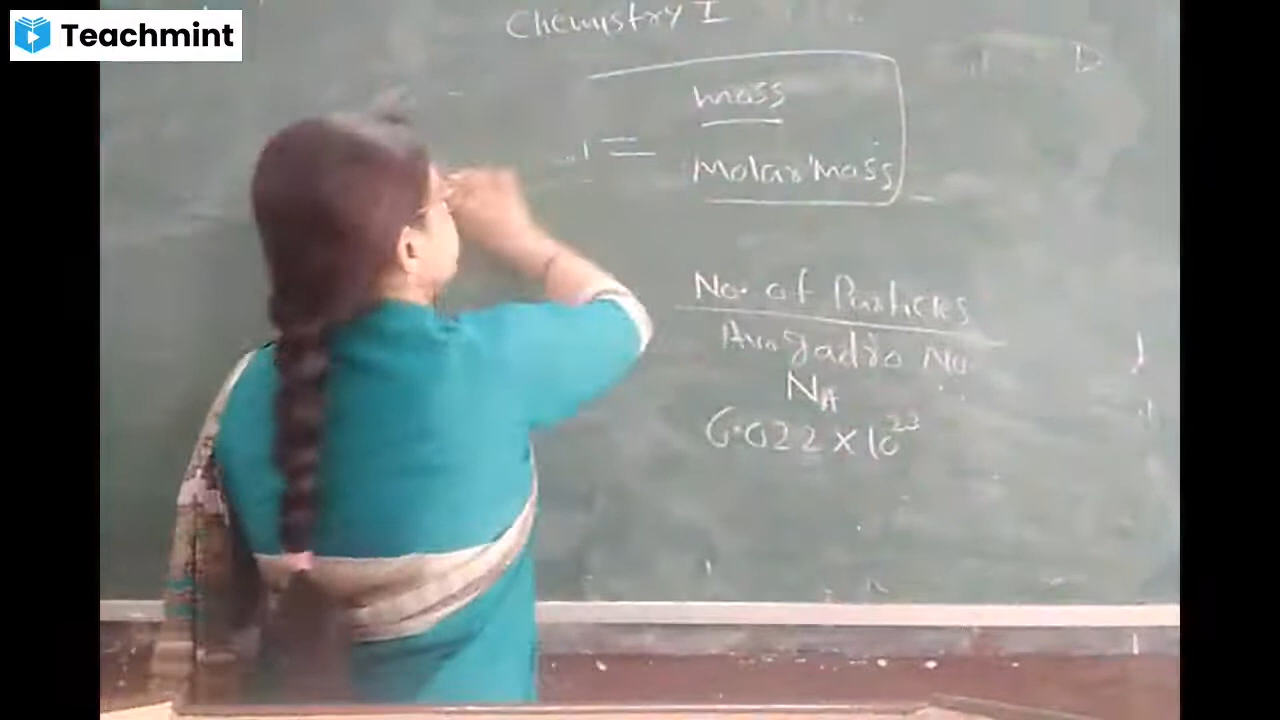 Teachmint
Chemistry I
= mass
Molar Mass
No. of Particles
Avogadro No.
NA
6.022 × 10²³